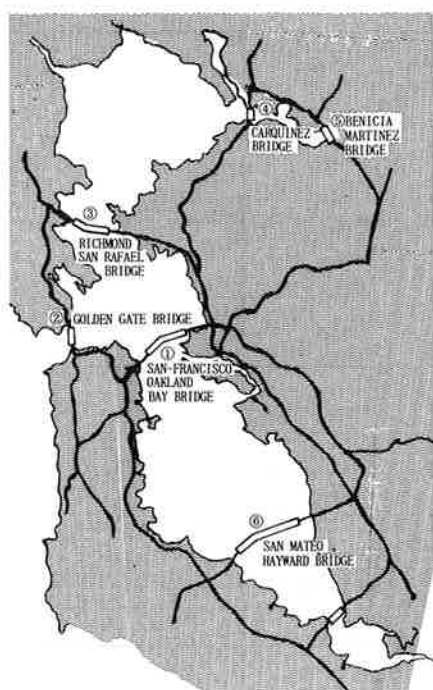 ④
CARQUINEZ
BRIDGE
⑤BENICIA
MARTINEZ
BRIDGE
③
RICHMOND
SAN RAFAEL
BRIDGE
②
GOLDEN GATE BRIDGE
①
SAN-FRANCISCO
OAKLAND
BAY BRIDGE
⑥
SAN MATEO
HAYWARD BRIDGE